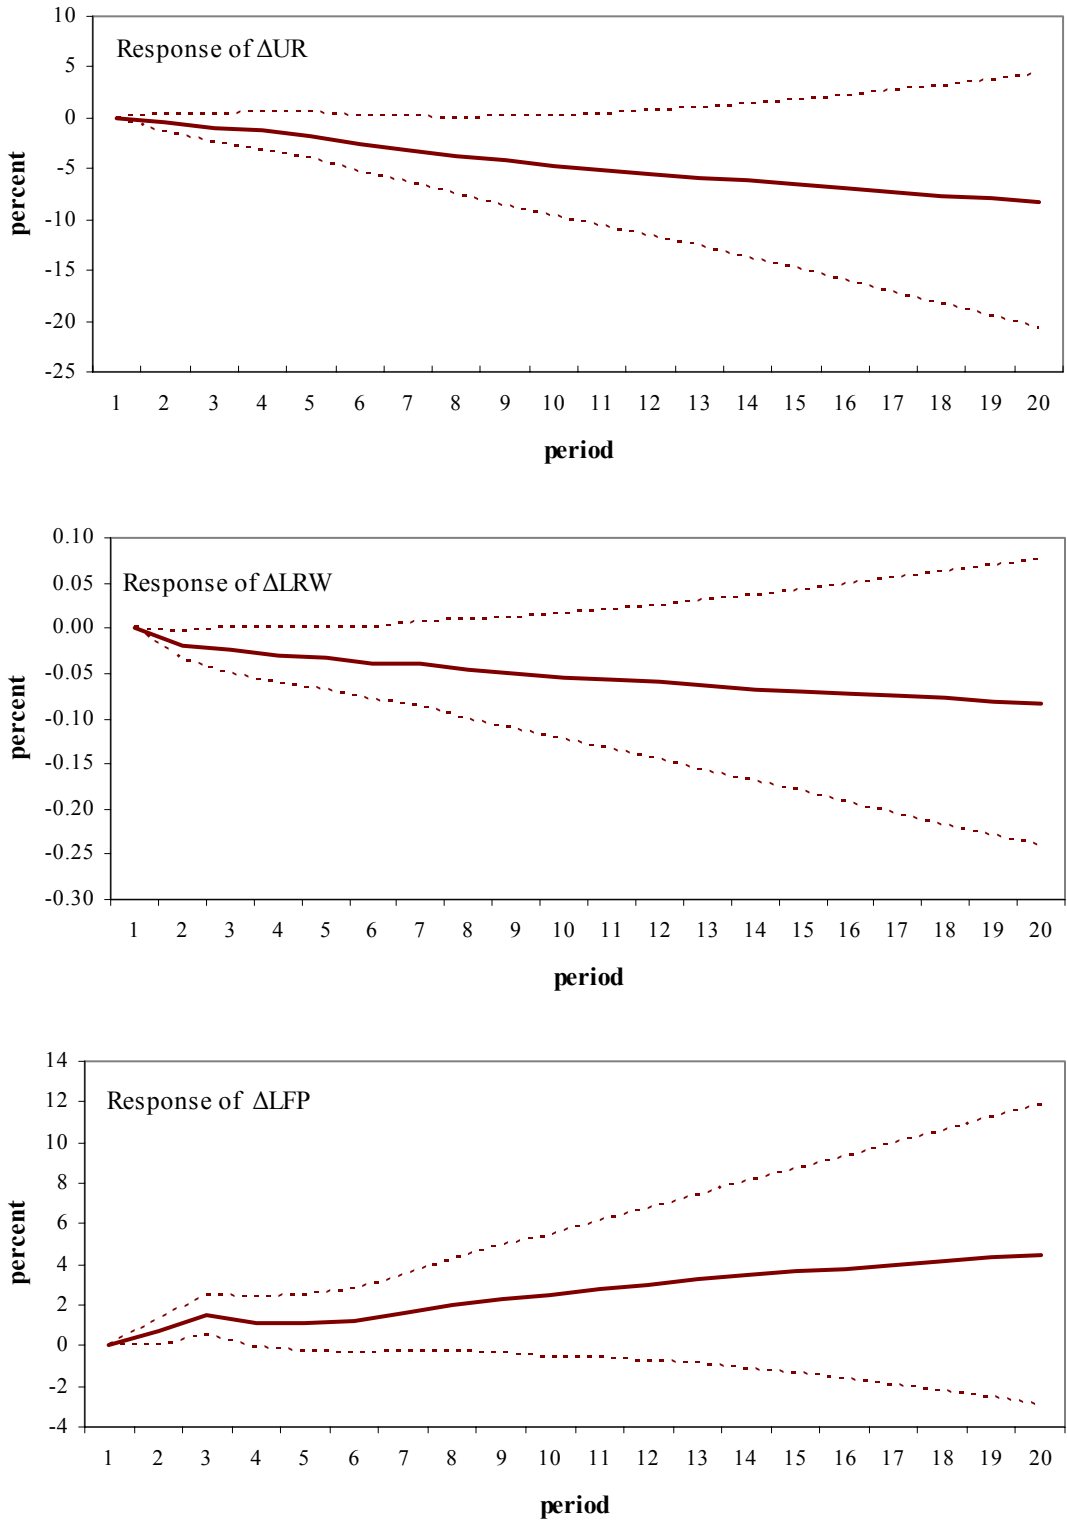 10
Response of ΔUR
5
0
-5
-10
-15
-20
-25
percent
1 2 3 4 5 6 7 8 9 10 11 12 13 14 15 16 17 18 19 20
period
0.10
0.05
Response of ΔLRW
0.00
-0.05
-0.10
-0.15
-0.20
-0.25
-0.30
percent
1 2 3 4 5 6 7 8 9 10 11 12 13 14 15 16 17 18 19 20
period
14
12
Response of ΔLFP
10
8
6
4
2
0
-2
-4
percent
1 2 3 4 5 6 7 8 9 10 11 12 13 14 15 16 17 18 19 20
period